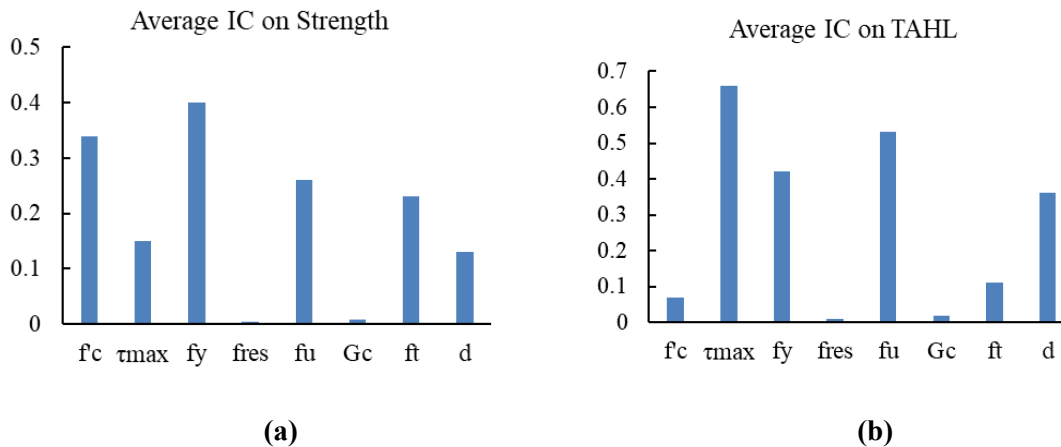 Average IC on Strength
0.5
0.4
0.3
0.2
0.1
0
f'c τmax fy fres fu Gc ft d
(a)
Average IC on TAHL
0.7
0.6
0.5
0.4
0.3
0.2
0.1
0
f'c τmax fy fres fu Gc ft d
(b)